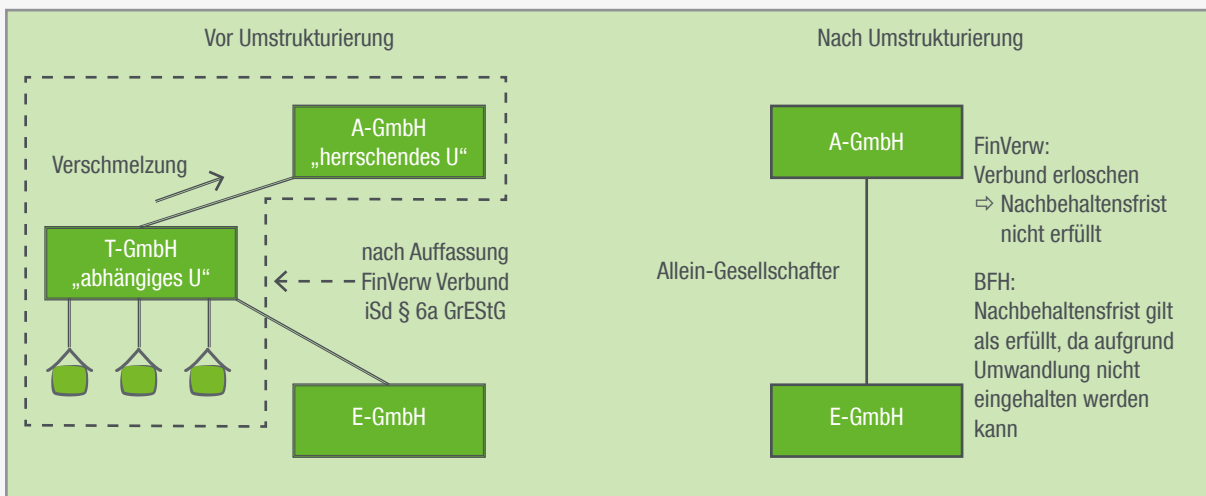 Vor Umstrukturierung
A-GmbH
„herrschendes U“
Verschmelzung
T-GmbH
„abhängiges U“
nach Auffassung
FinVerw Verbund
iSd § 6a GrEStG
E-GmbH
Nach Umstrukturierung
A-GmbH
FinVerw:
Verbund erloschen
⇨ Nachbehaltensfrist
nicht erfüllt
Allein-Gesellschafter
BFH:
Nachbehaltensfrist gilt
als erfüllt, da aufgrund
Umwandlung nicht
eingehalten werden
kann
E-GmbH